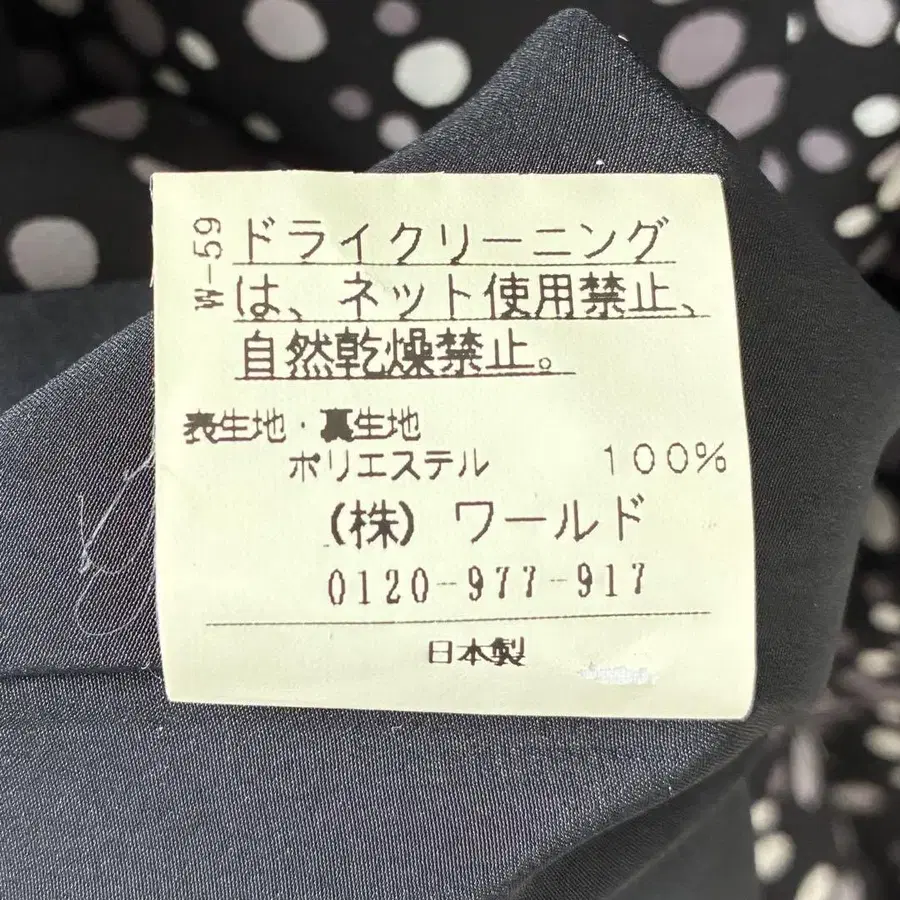 W-59
ドライクリーニング
は、ネット使用禁止、
自然乾燥禁止。
表生地・裏生地
ポリエステル 100%
(株) ワールド
0120-977-917
日本製